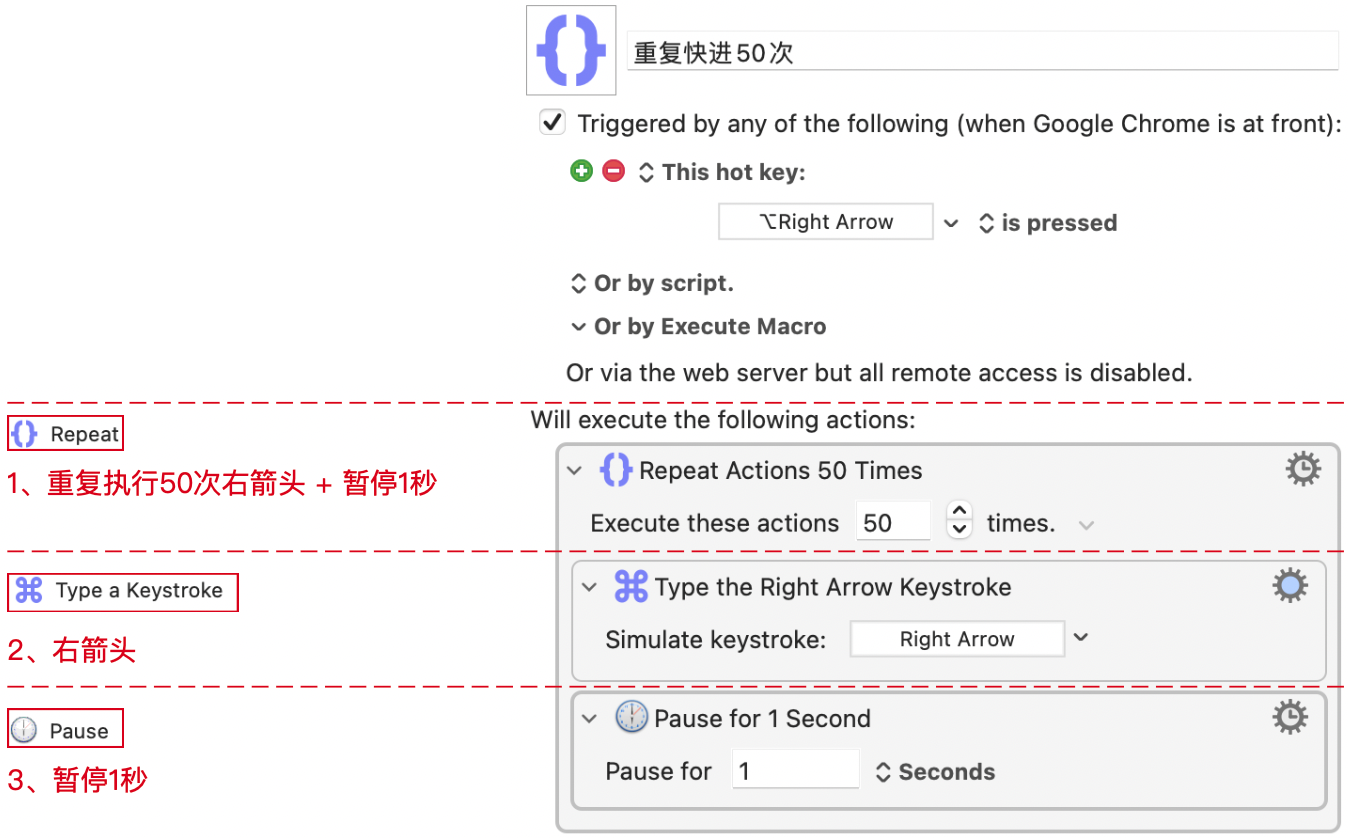 重复快进50次
Triggered by any of the following (when Google Chrome is at front):
This hot key:
⌥Right Arrow
is pressed
Or by script.
Or by Execute Macro
Or via the web server but all remote access is disabled.
Will execute the following actions:
Repeat
1、重复执行50次右箭头 + 暂停1秒
Repeat Actions 50 Times
Execute these actions 50 times.
Type a Keystroke
2、右箭头
Type the Right Arrow Keystroke
Simulate keystroke: Right Arrow
Pause
3、暂停1秒
Pause for 1 Second
Pause for 1 Seconds